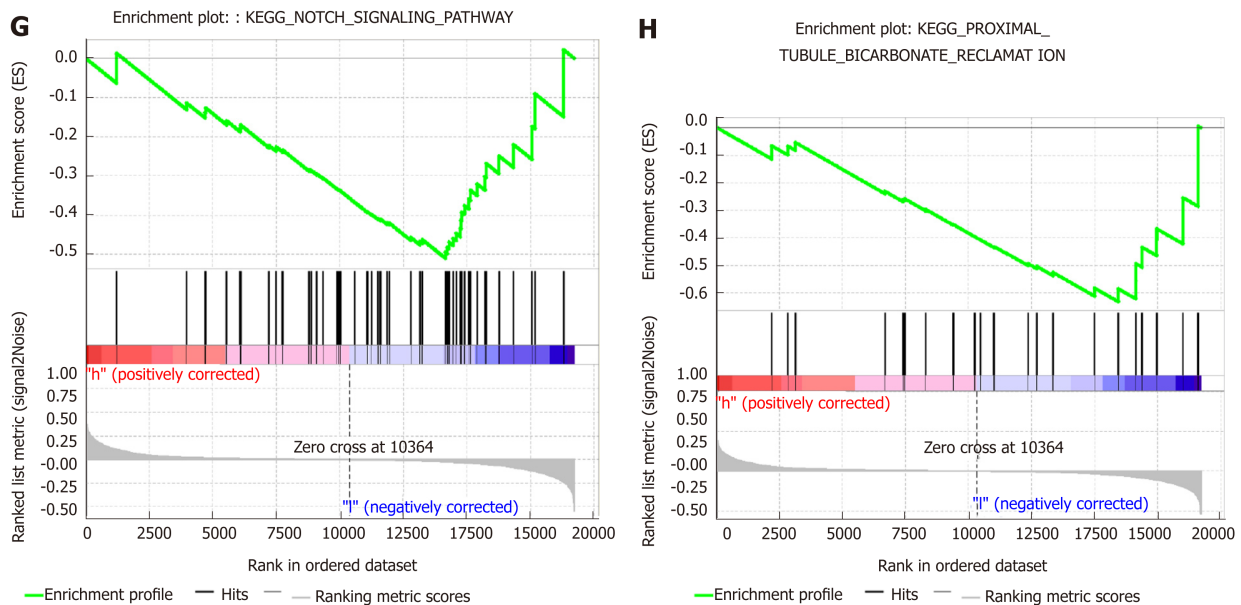 G
Enrichment plot: : KEGG_NOTCH_SIGNALING_PATHWAY
Enrichment score (ES)
0.0
-0.1
-0.2
-0.3
-0.4
-0.5
Ranked list metric (signal2Noise)
"h" (positively corrected)
1.00
0.75
0.50
0.25
-0.00
-0.25
-0.50
Zero cross at 10364
"l" (negatively corrected)
0 2500 5000 7500 10000 12500 15000 17250 15000 20000
Rank in ordered dataset
Enrichment profile Hits Ranking metric scores
H
Enrichment plot: KEGG_PROXIMAL_
TUBULE_BICARBONATE_RECLAMAT ION
Enrichment score (ES)
0.0
-0.1
-0.2
-0.3
-0.4
-0.5
-0.6
Ranked list metric (signal2Noise)
1.00
0.75
"h" (positively corrected)
0.50
0.25
-0.00
-0.25
-0.50
Zero cross at 10364
"l" (negatively corrected)
0 2500 5000 7500 10000 12500 15000 17250 15000 20000
Rank in ordered dataset
Enrichment profile Hits Ranking metric scores